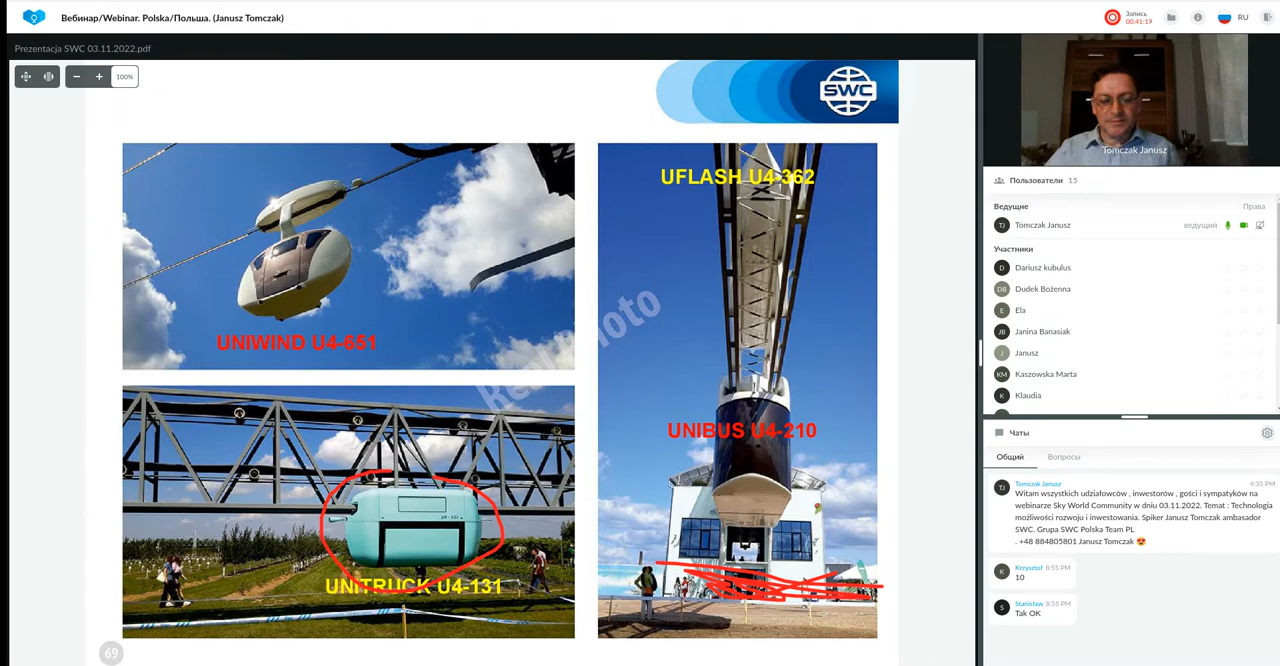 Вебинар/Webinar. Polska/Польша. (Janusz Tomczak)
Запись
00:41:19
RU
Prezentacja SWC 03.11.2022.pdf
100%
SWC
UNIWIND U4-651
UFLASH U4-362
UNIBUS U4-210
UNITRUCK U4-131
69
Tomczak Janusz
Пользователи 15
Ведущие Права
TJ Tomczak Janusz ведущий
Участники
D Dariusz kubulus
DB Dudek Bożenna
E Ela
JB Janina Banasiak
J Janusz
KM Kaszowska Marta
K Klaudia
Чаты
Общий Вопросы
TJ Tomczak Janusz 4:35 PM
Witam wszystkich udziałowców , inwestorów , gości i sympatyków na
webinarze Sky World Community w dniu 03.11.2022. Temat : Technologia
możliwości rozwoju i inwestowania. Spiker Janusz Tomczak ambasador
SWC. Grupa SWC Polska Team PL
. +48 884805801 Janusz Tomczak 😍
K Krzysztof 8:55 PM
10
S Stanisław 8:55 PM
Tak OK